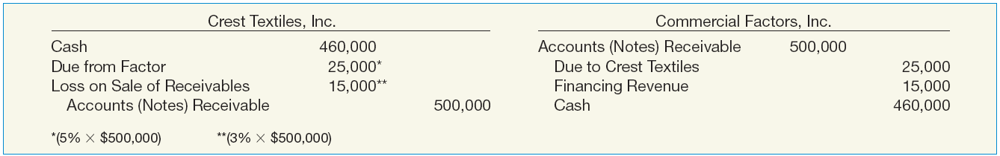 Crest Textiles, Inc. Commercial Factors, Inc.
Cash 460,000 Accounts (Notes) Receivable 500,000
Due from Factor 25,000* Due to Crest Textiles 25,000
Loss on Sale of Receivables 15,000** Financing Revenue 15,000
Accounts (Notes) Receivable 500,000 Cash 460,000
*(5% × $500,000) **(3% × $500,000)